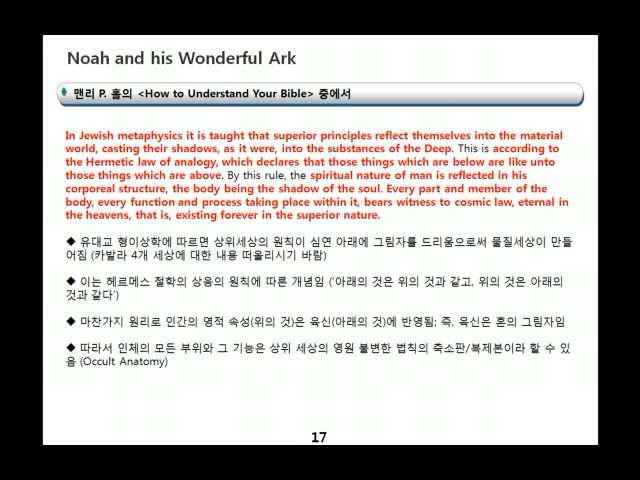 Noah and his Wonderful Ark
맨리 P. 홀의 <How to Understand Your Bible> 중에서
In Jewish metaphysics it is taught that superior principles reflect themselves into the material
world, casting their shadows, as it were, into the substances of the Deep. This is according to
the Hermetic law of analogy, which declares that those things which are below are like unto
those things which are above. By this rule, the spiritual nature of man is reflected in his
corporeal structure, the body being the shadow of the soul. Every part and member of the
body, every function and process taking place within it, bears witness to cosmic law, eternal in
the heavens, that is, existing forever in the superior nature.
◆ 유대교 형이상학에 따르면 상위세상의 원칙이 심연 아래에 그림자를 드리움으로써 물질세상이 만들
어짐 (카발라 4개 세상에 대한 내용 떠올리시기 바람)
◆ 이는 헤르메스 철학의 상응의 원칙에 따른 개념임 (‘아래의 것은 위의 것과 같고, 위의 것은 아래의
것과 같다’)
◆ 마찬가지 원리로 인간의 영적 속성(위의 것)은 육신(아래의 것)에 반영됨; 즉, 육신은 혼의 그림자임
◆ 따라서 인체의 모든 부위와 그 기능은 상위 세상의 영원 불변한 법칙의 축소판/복제본이라 할 수 있
음 (Occult Anatomy)
17